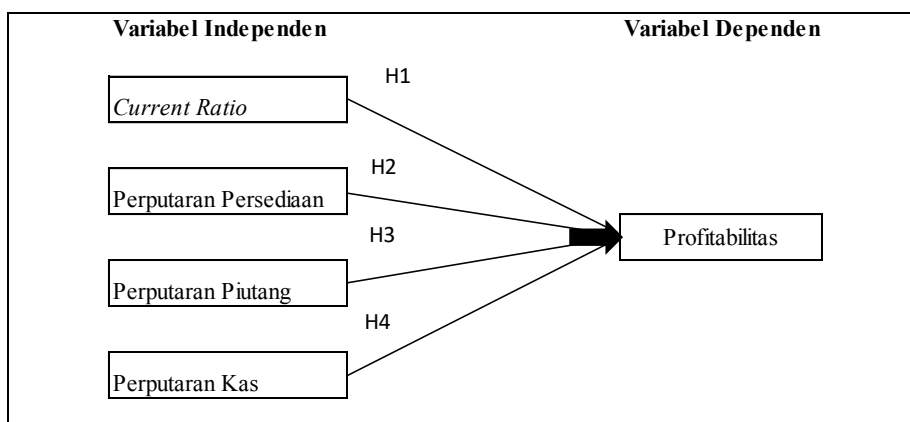 Variabel Independen
Variabel Dependen
H1
Current Ratio
H2
Perputaran Persediaan
H3
Profitabilitas
Perputaran Piutang
H4
Perputaran Kas